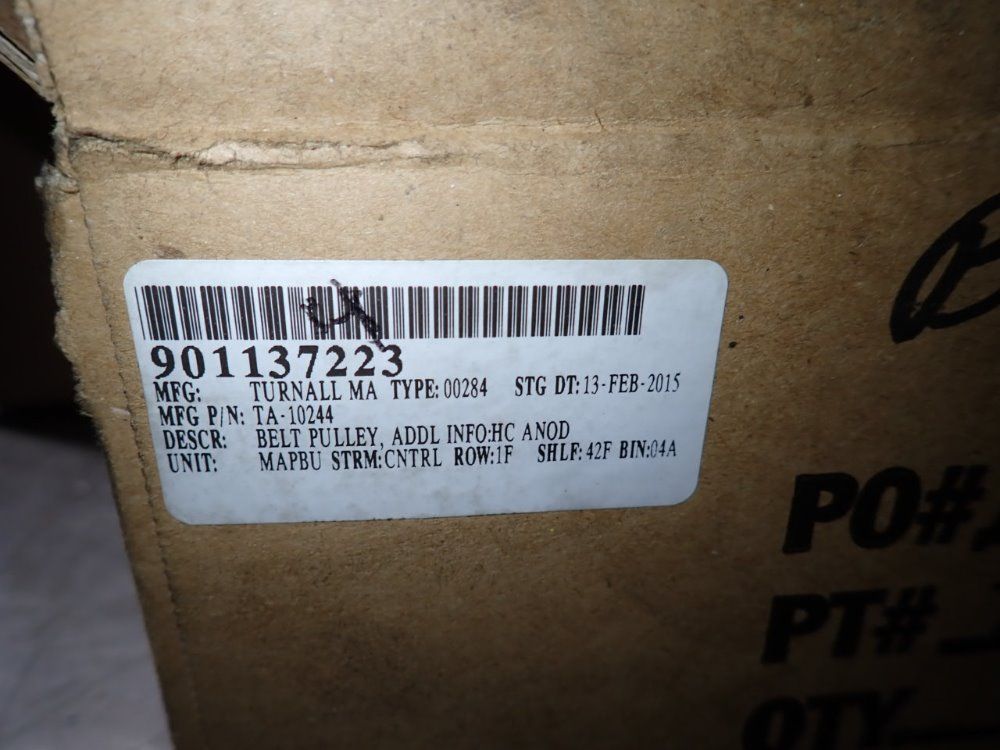 901137223
MFG: TURNALL MA TYPE: 00284 STG DT: 13-FEB-2015
MFG P/N: TA-10244
DESCR: BELT PULLEY, ADDL INFO:HC ANOD
UNIT: MAPBU STRM:CNTRL ROW:1F SHLF: 42F BIN:04A
PO#
PT#
QTY